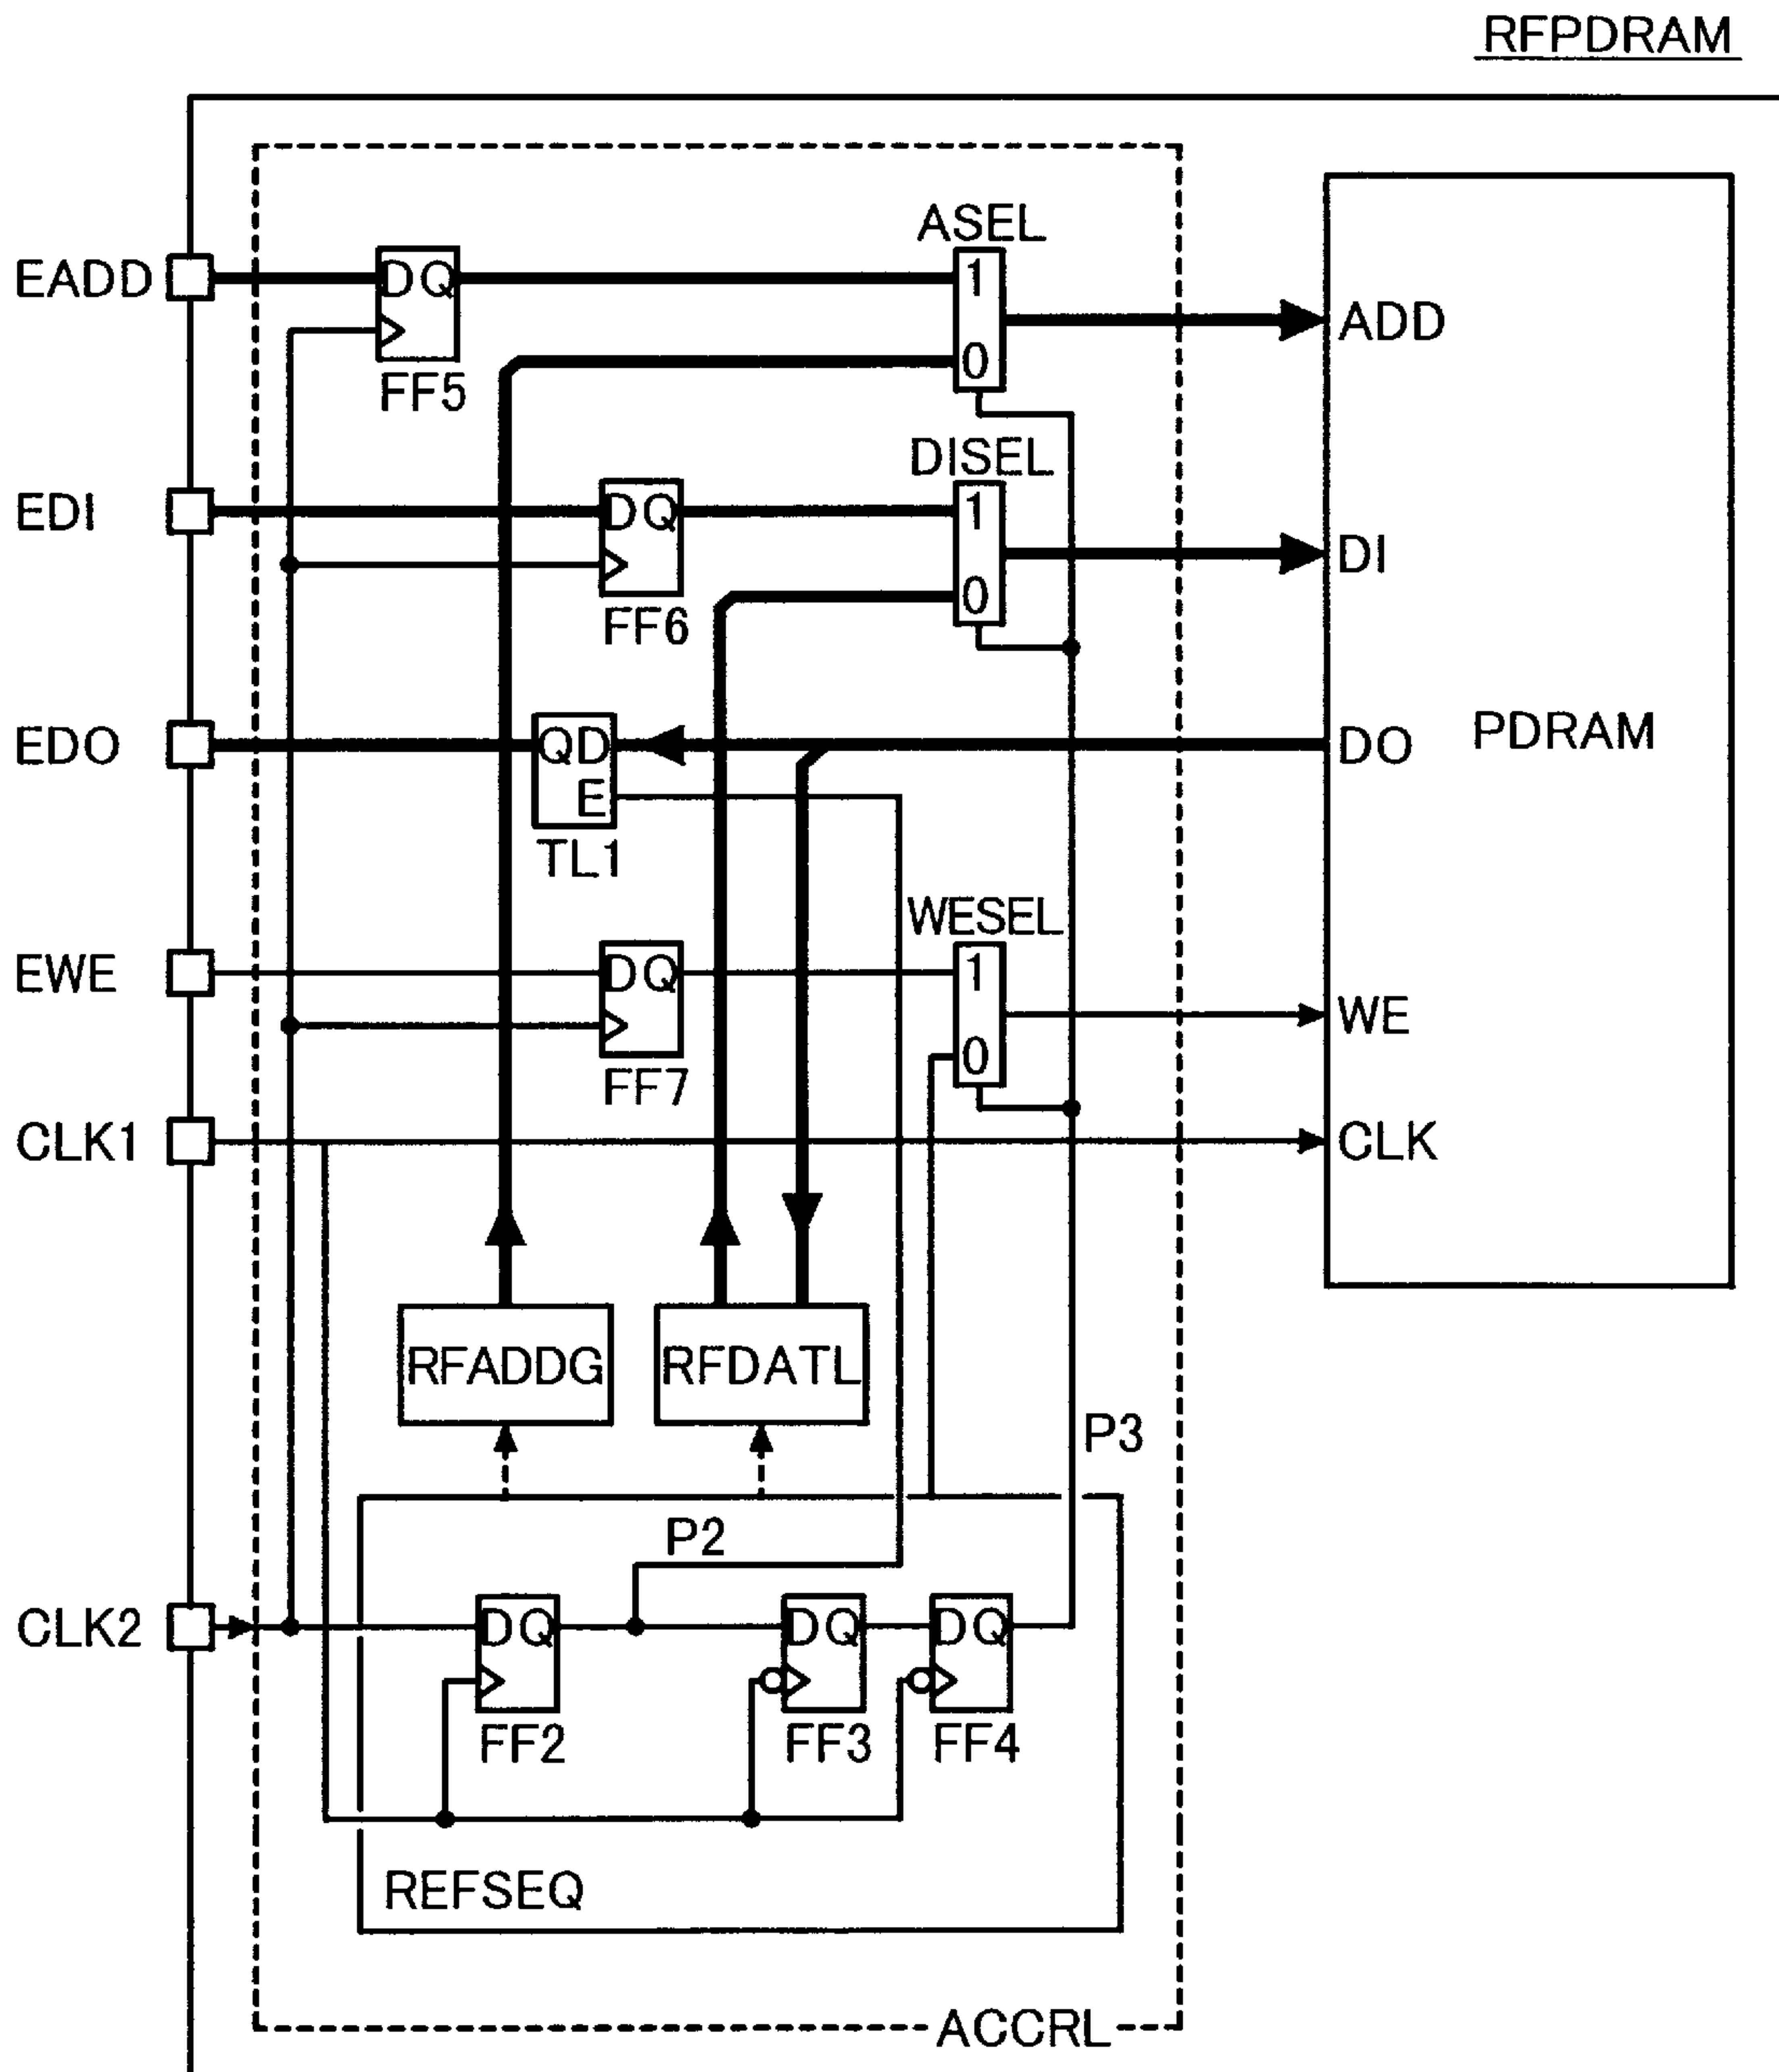 RFPDRAM
ASEL
EADD
DQ
1
ADD
0
FF5
DISEL
EDI
DQ
1
DI
0
FF6
EDO
QD
DO
PDRAM
E
TL1
WESEL
EWE
DQ
1
WE
0
FF7
CLK1
CLK
RFADDG
RFDATL
P3
P2
CLK2
DQ
DQ
DQ
FF2
FF3
FF4
REFSEQ
ACCRL